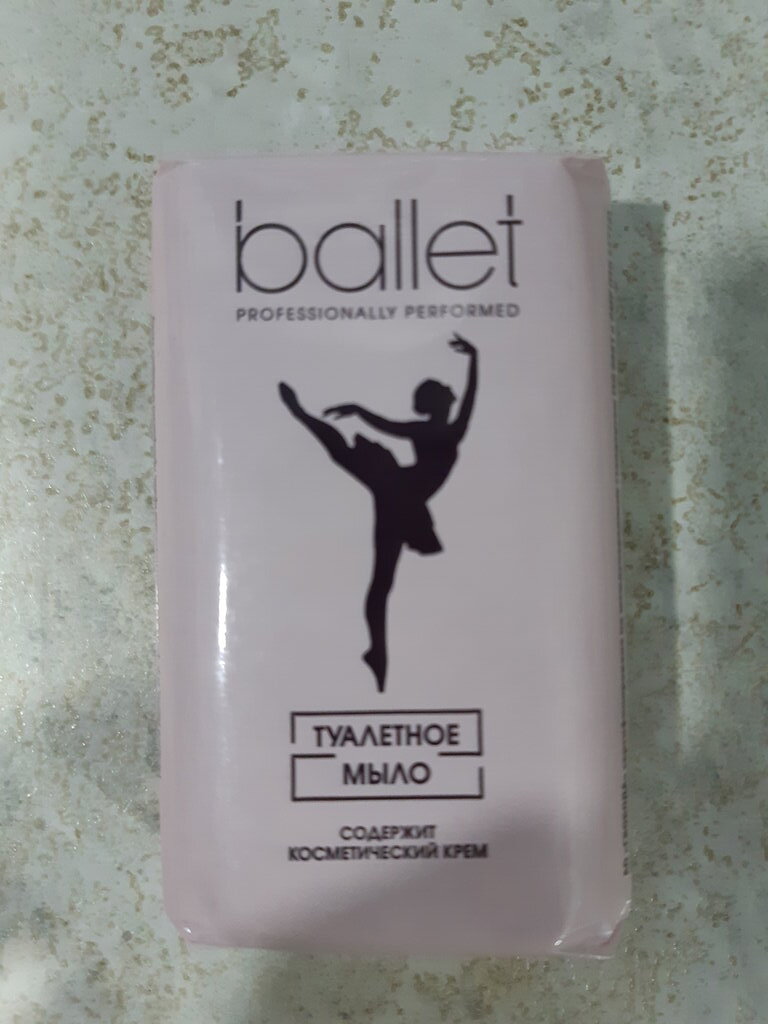 ballet
PROFESSIONALLY PERFORMED
ТУАЛЕТНОЕ
МЫЛО
СОДЕРЖИТ
КОСМЕТИЧЕСКИЙ КРЕМ